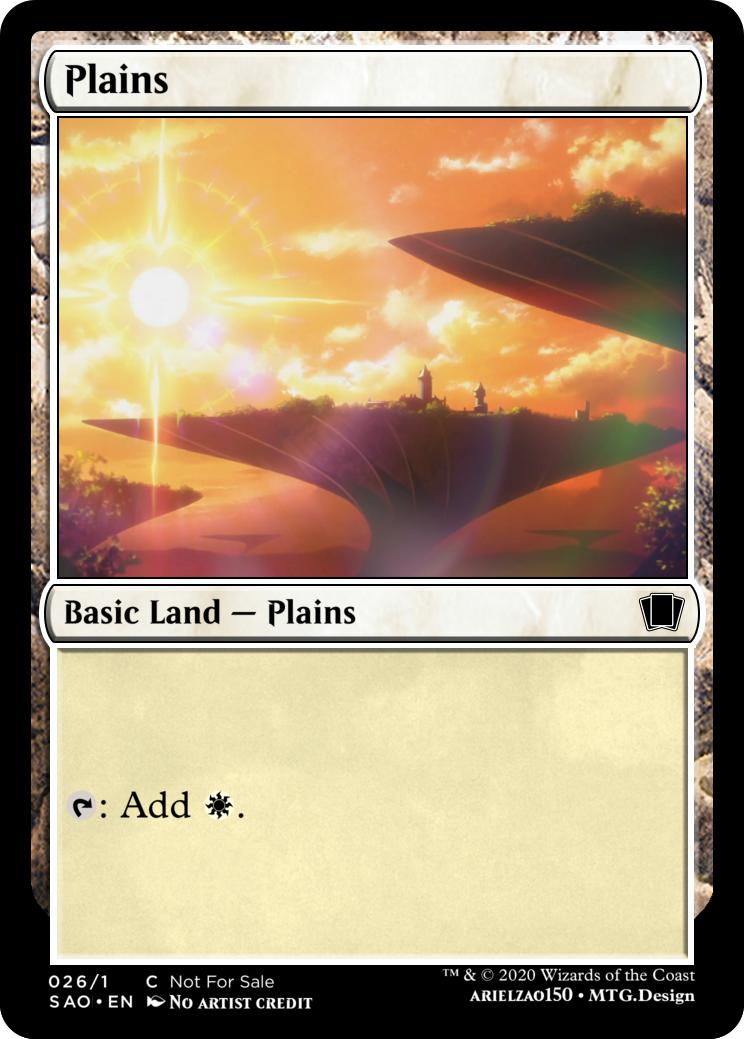 Plains
Basic Land — Plains
: Add .
026/1 C Not For Sale
SAO • EN No artist credit
™ & © 2020 Wizards of the Coast
arielzao150 • MTG.Design